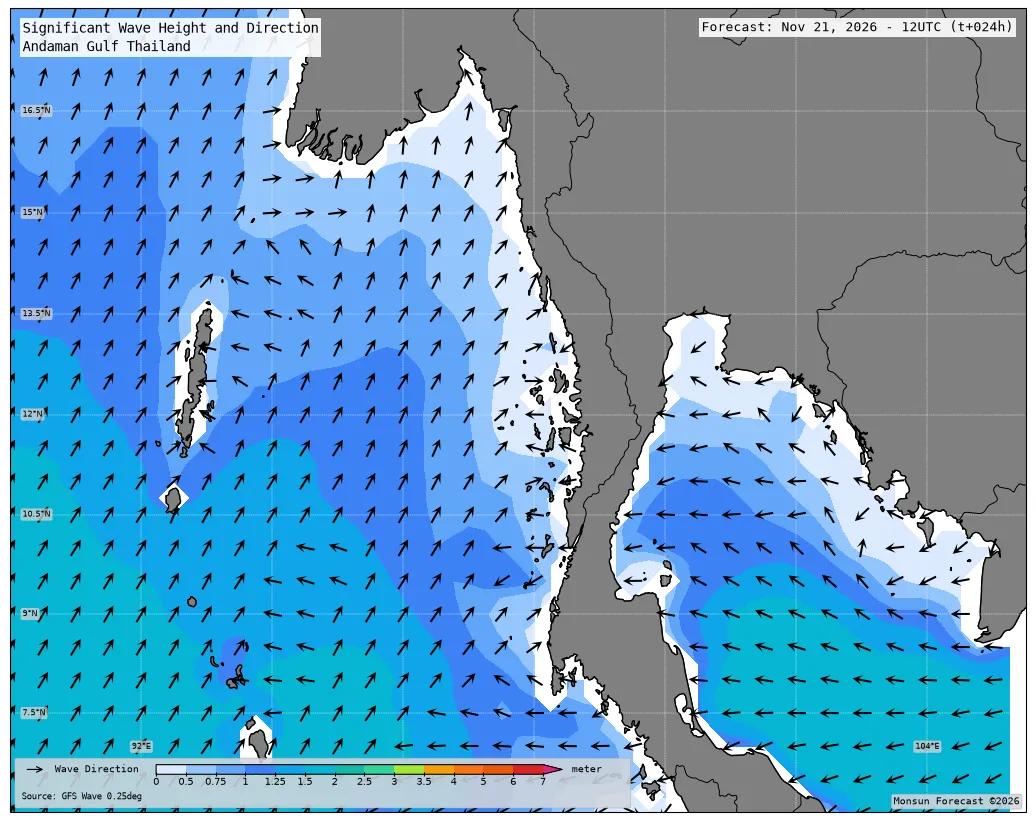 Significant Wave Height and Direction
Andaman Gulf Thailand
Forecast: Nov 21, 2026 - 12UTC (t+024h)
16.5°N
15°N
13.5°N
12°N
10.5°N
9°N
7.5°N
92°E
104°E
Wave Direction
0.5 0.75 1 1.25 1.5 2 2.5 3 3.5 4 5 6 7
meter
Source: GFS Wave 0.25deg
Monsun Forecast ©2026